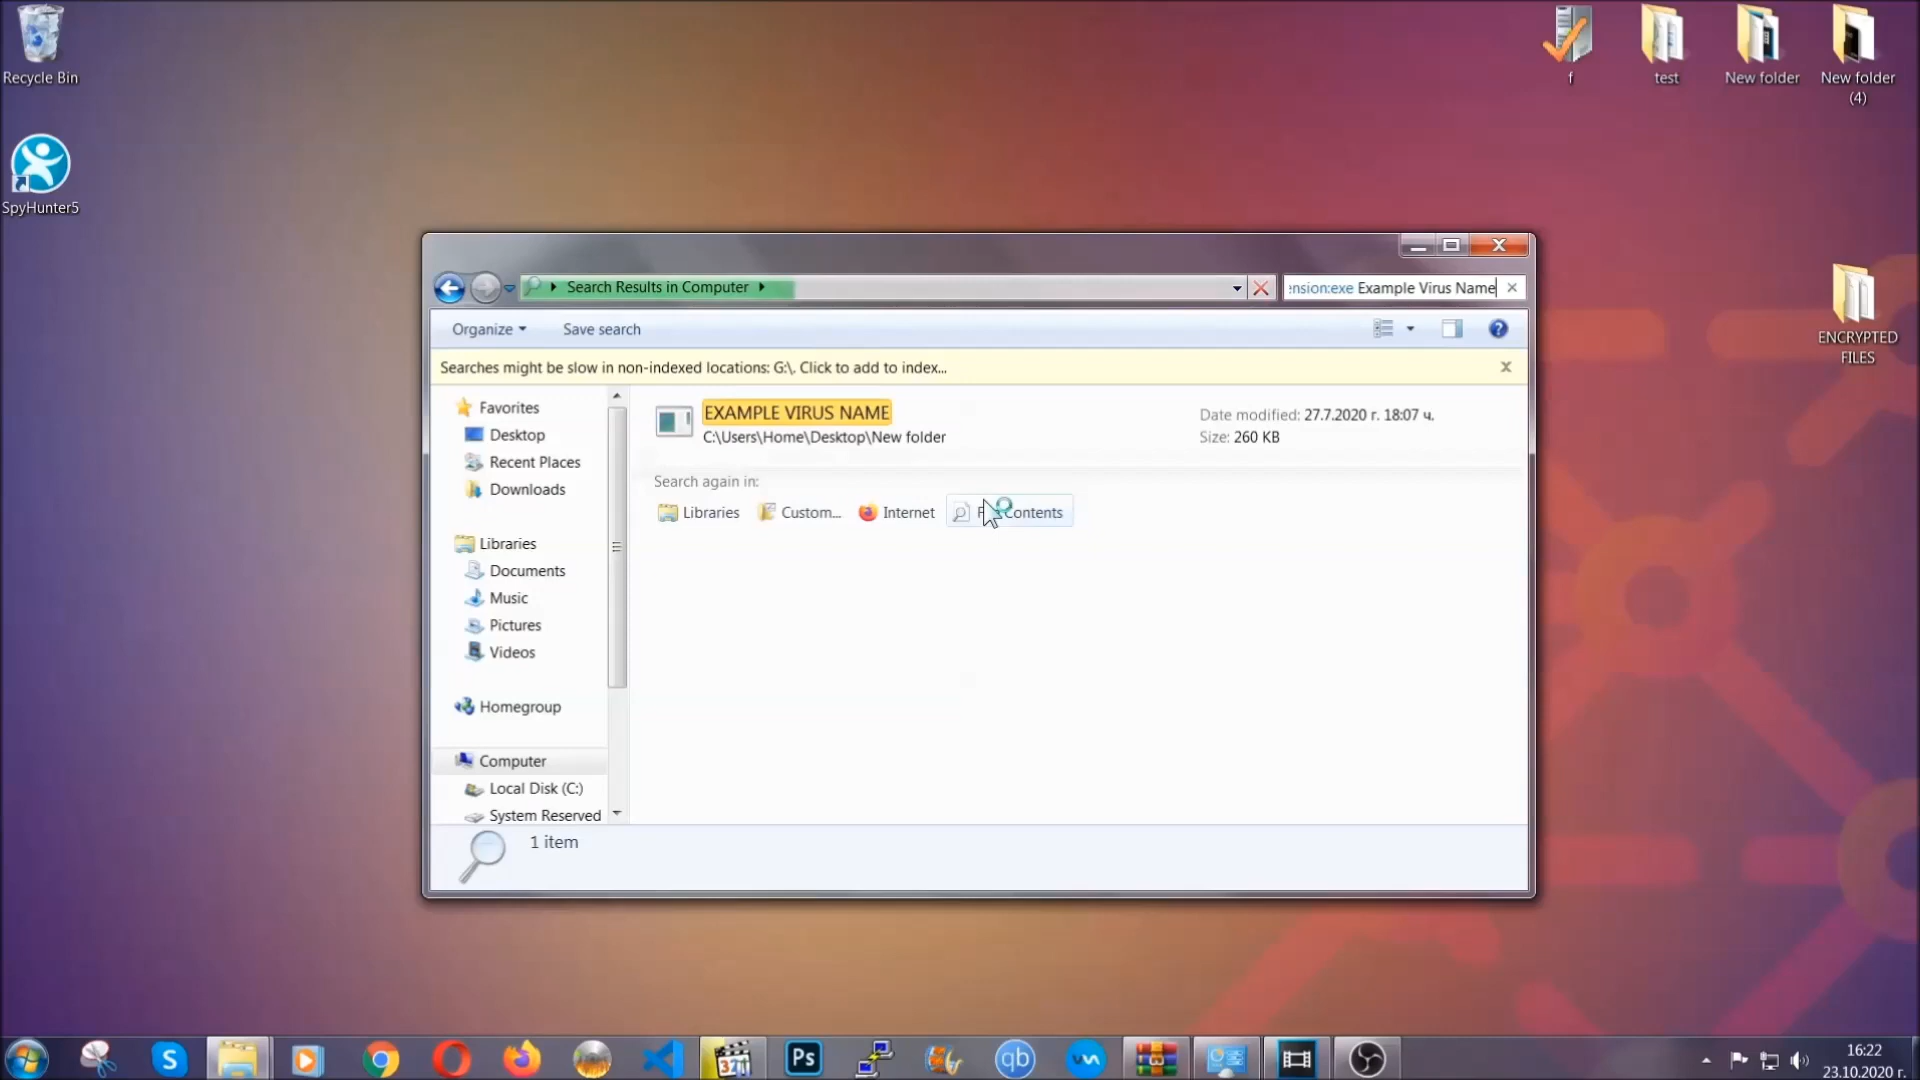 Recycle Bin
SpyHunter5
f
test
New folder
New folder
(4)
ENCRYPTED
FILES
Search Results in Computer
ension:exe Example Virus Name
Organize
Save search
Searches might be slow in non-indexed locations: G:\. Click to add to index...
Favorites
Desktop
Recent Places
Downloads
Libraries
Documents
Music
Pictures
Videos
Homegroup
Computer
Local Disk (C:)
System Reserved
EXAMPLE VIRUS NAME
C:\Users\Home\Desktop\New folder
Date modified: 27.7.2020 г. 18:07 ч.
Size: 260 KB
Search again in:
Libraries
Custom...
Internet
Contents
1 item
S
321
Ps
qb
16:22
23.10.2020 г.